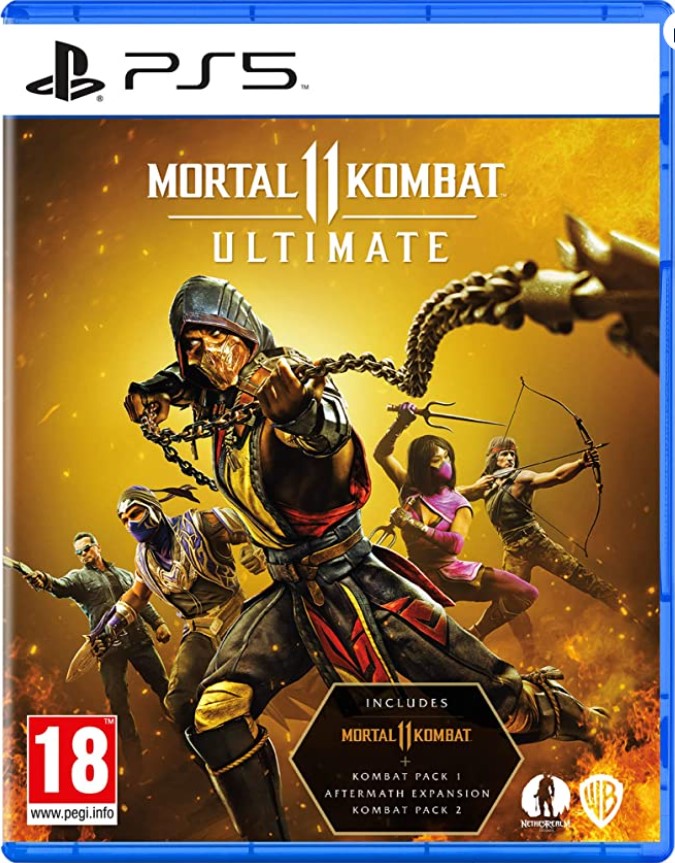 PS5
MORTAL 11 KOMBAT
ULTIMATE
INCLUDES
MORTAL 11 KOMBAT
+
KOMBAT PACK 1
AFTERMATH EXPANSION
KOMBAT PACK 2
18
www.pegi.info
NETHERREALM
WB